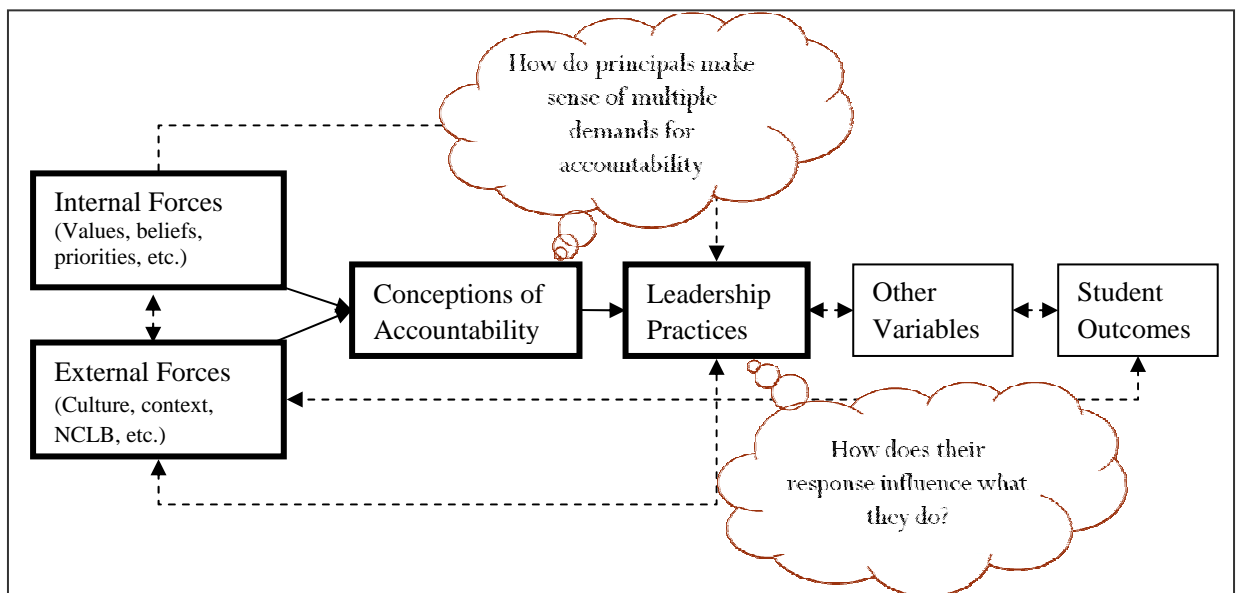 How do principals make
sense of multiple
demands for
accountability
Internal Forces
(Values, beliefs,
priorities, etc.)
Conceptions of
Accountability
Leadership
Practices
Other
Variables
Student
Outcomes
External Forces
(Culture, context,
NCLB, etc.)
How does their
response influence what
they do?